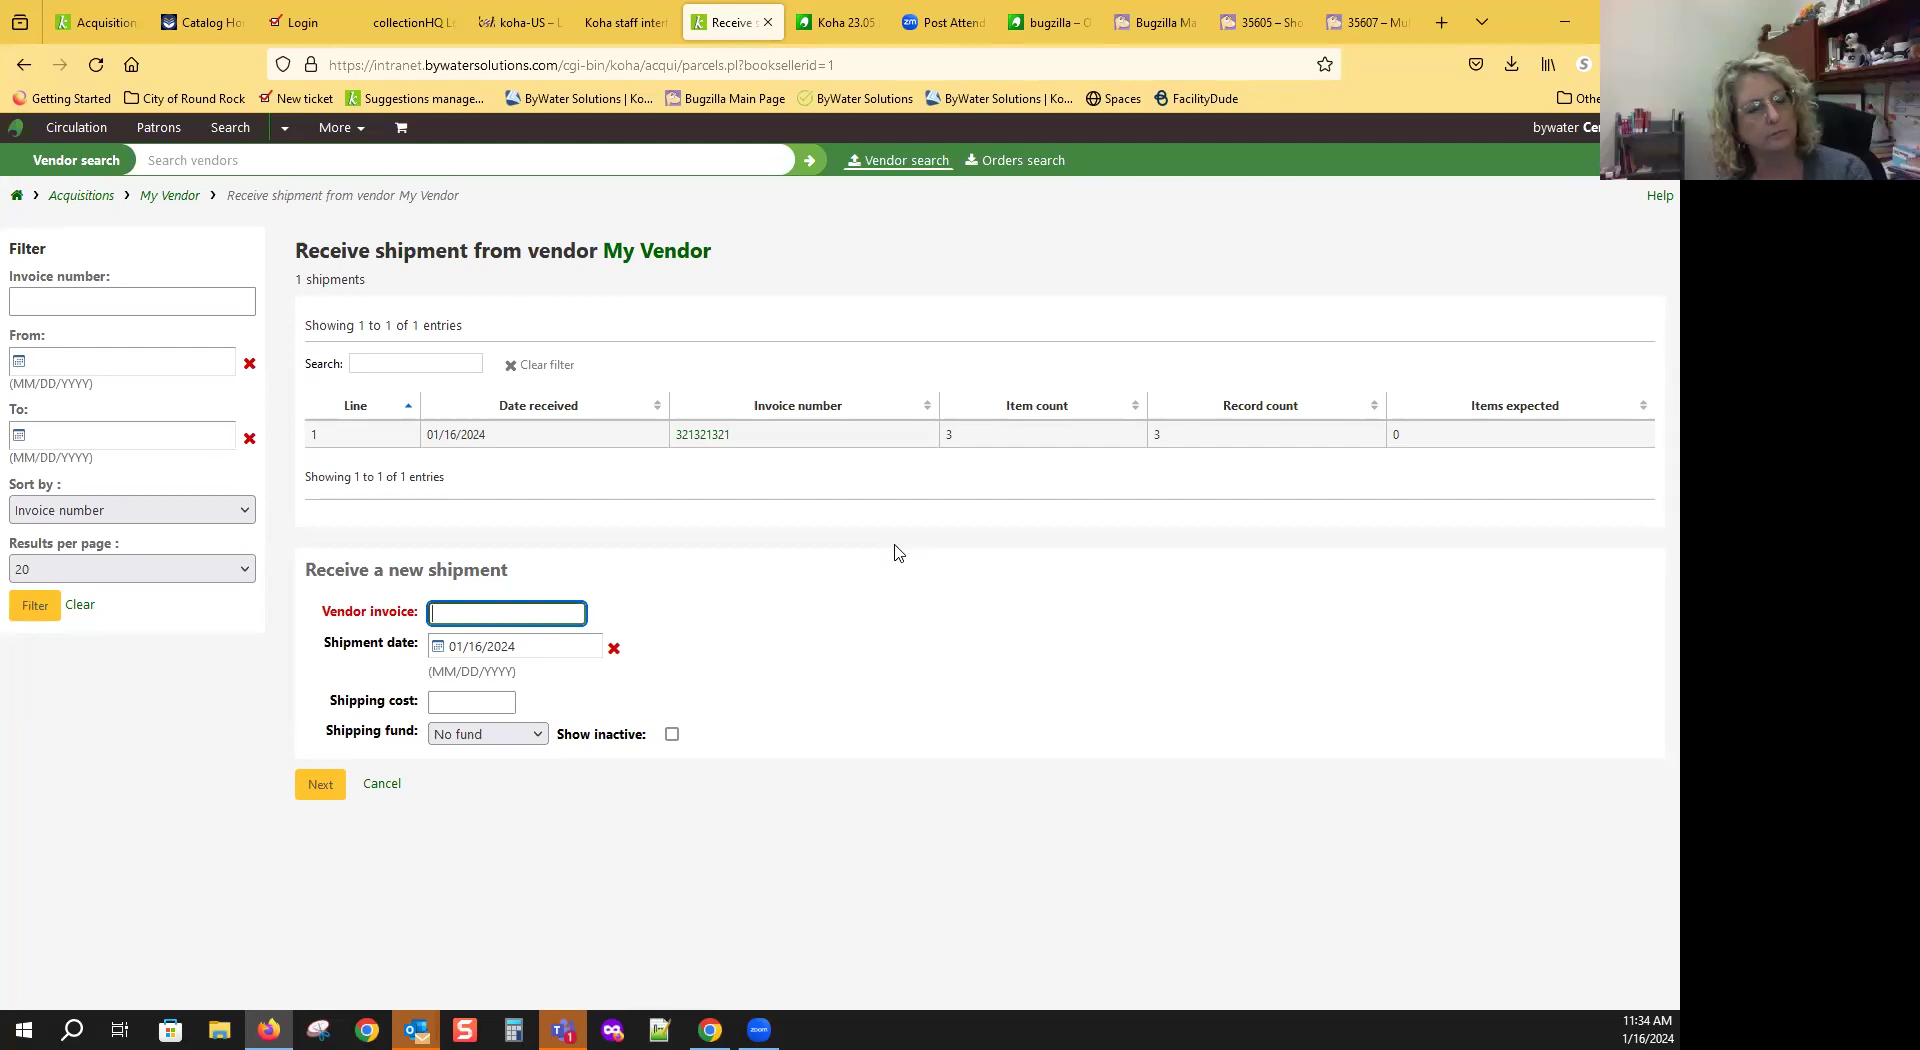 Acquisition
Catalog Ho
Login
collectionHQ L
koha-US – L
Koha staff inter
Receive s
Koha 23.05
Post Attend
bugzilla – O
Bugzilla Ma
35605 – Sho
35607 – Mul
https://intranet.bywatersolutions.com/cgi-bin/koha/acqui/parcels.pl?booksellerid=1
Getting Started
City of Round Rock
New ticket
Suggestions manage...
ByWater Solutions | Ko...
Bugzilla Main Page
ByWater Solutions
ByWater Solutions | Ko...
Spaces
FacilityDude
Othe
Circulation
Patrons
Search
More
bywater Ce
Vendor search
Search vendors
Vendor search
Orders search
Acquisitions
My Vendor
Receive shipment from vendor My Vendor
Help
Filter
Invoice number:
From:
(MM/DD/YYYY)
To:
(MM/DD/YYYY)
Sort by :
Invoice number
Results per page :
20
Filter
Clear
Receive shipment from vendor My Vendor
1 shipments
Showing 1 to 1 of 1 entries
Search:
Clear filter
Line Date received Invoice number Item count Record count Items expected
1 01/16/2024 321321321 3 3 0
Showing 1 to 1 of 1 entries
Receive a new shipment
Vendor invoice:
Shipment date: 01/16/2024
(MM/DD/YYYY)
Shipping cost:
Shipping fund: No fund Show inactive:
Next Cancel
zoom
11:34 AM
1/16/2024